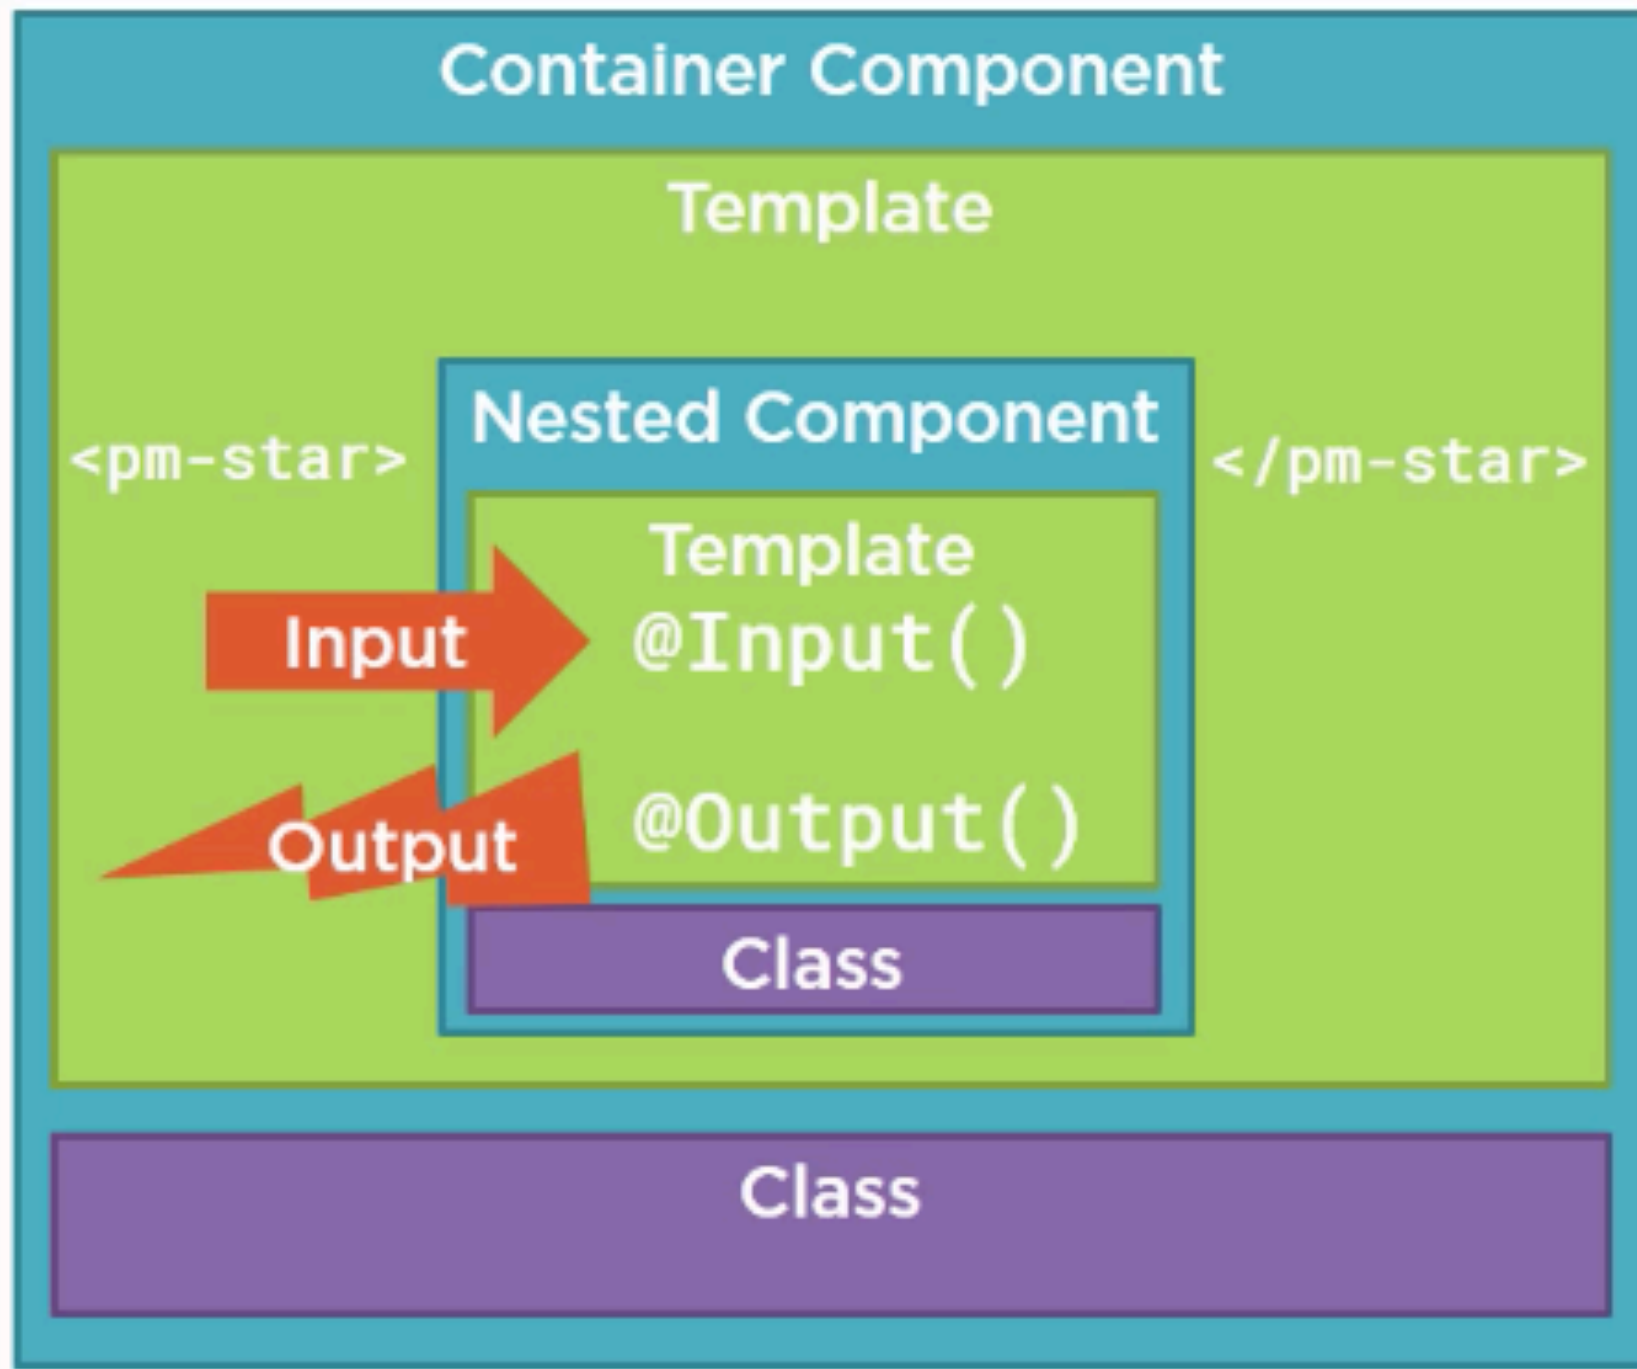 Container Component
Template
Nested Component
<pm-star>
</pm-star>
Template
Input
@Input()
Output
@Output()
Class
Class